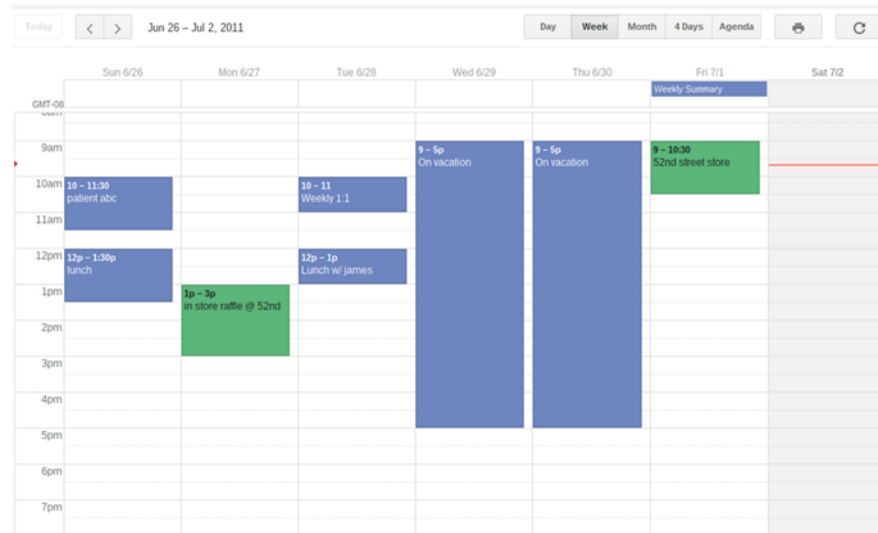 Today
Jun 26 – Jul 2, 2011
Day Week Month 4 Days Agenda
Sun 6/26 Mon 6/27 Tue 6/28 Wed 6/29 Thu 6/30 Fri 7/1 Sat 7/2
Weekly Summary
GMT-08
8am
9am
9 – 5p
On vacation
9 – 5p
On vacation
9 – 10:30
52nd street store
10am
10 – 11:30
patient abc
10 – 11
Weekly 1:1
11am
12pm
12p – 1:30p
lunch
12p – 1p
Lunch w/ james
1pm
1p – 3p
in store raffle @ 52nd
2pm
3pm
4pm
5pm
6pm
7pm